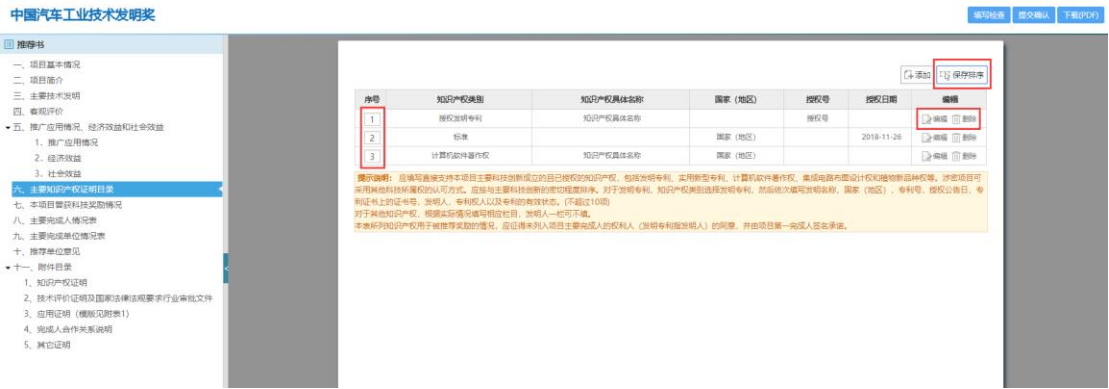 中国汽车工业技术发明奖
填写检查 提交确认 下载(PDF)
推荐书
一、项目基本情况
二、项目简介
三、主要技术发明
四、客观评价
五、推广应用情况、经济效益和社会效益
1、推广应用情况
2、经济效益
3、社会效益
六、主要知识产权证明目录
七、本项目曾获科技奖励情况
八、主要完成人情况表
九、主要完成单位情况表
十、推荐单位意见
十一、附件目录
1、知识产权证明
2、技术评价证明及国家法律法规要求行业审批文件
3、应用证明（模版见附表1）
4、完成人合作关系说明
5、其它证明
添加 保存排序
序号 知识产权类别 知识产权具体名称 国家（地区） 授权号 授权日期 编辑
1 授权发明专利 知识产权具体名称 授权号 编辑 删除
2 标准 国家（地区） 2018-11-26 编辑 删除
3 计算机软件著作权 知识产权具体名称 国家（地区） 编辑 删除
提示说明： 应填写直接支持本项目主要科技创新成立的且已授权的知识产权，包括发明专利、实用新型专利、计算机软件著作权、集成电路布图设计权和植物新品种权等。涉密项目可
采用其他科技所属权的认可方式。应按与主要科技创新的密切程度排序。对于发明专利，知识产权类别选择发明专利，然后依次填写发明名称、国家（地区）、专利号、授权公告日、专
利证书上的证书号、发明人、专利权人以及专利的有效状态。(不超过10项)
对于其他知识产权，根据实际情况填写相应栏目，发明人一栏可不填。
本表所列知识产权用于被推荐奖励的情况，应征得未列入项目主要完成人的权利人（发明专利指发明人）的同意，并由项目第一完成人签名承诺。